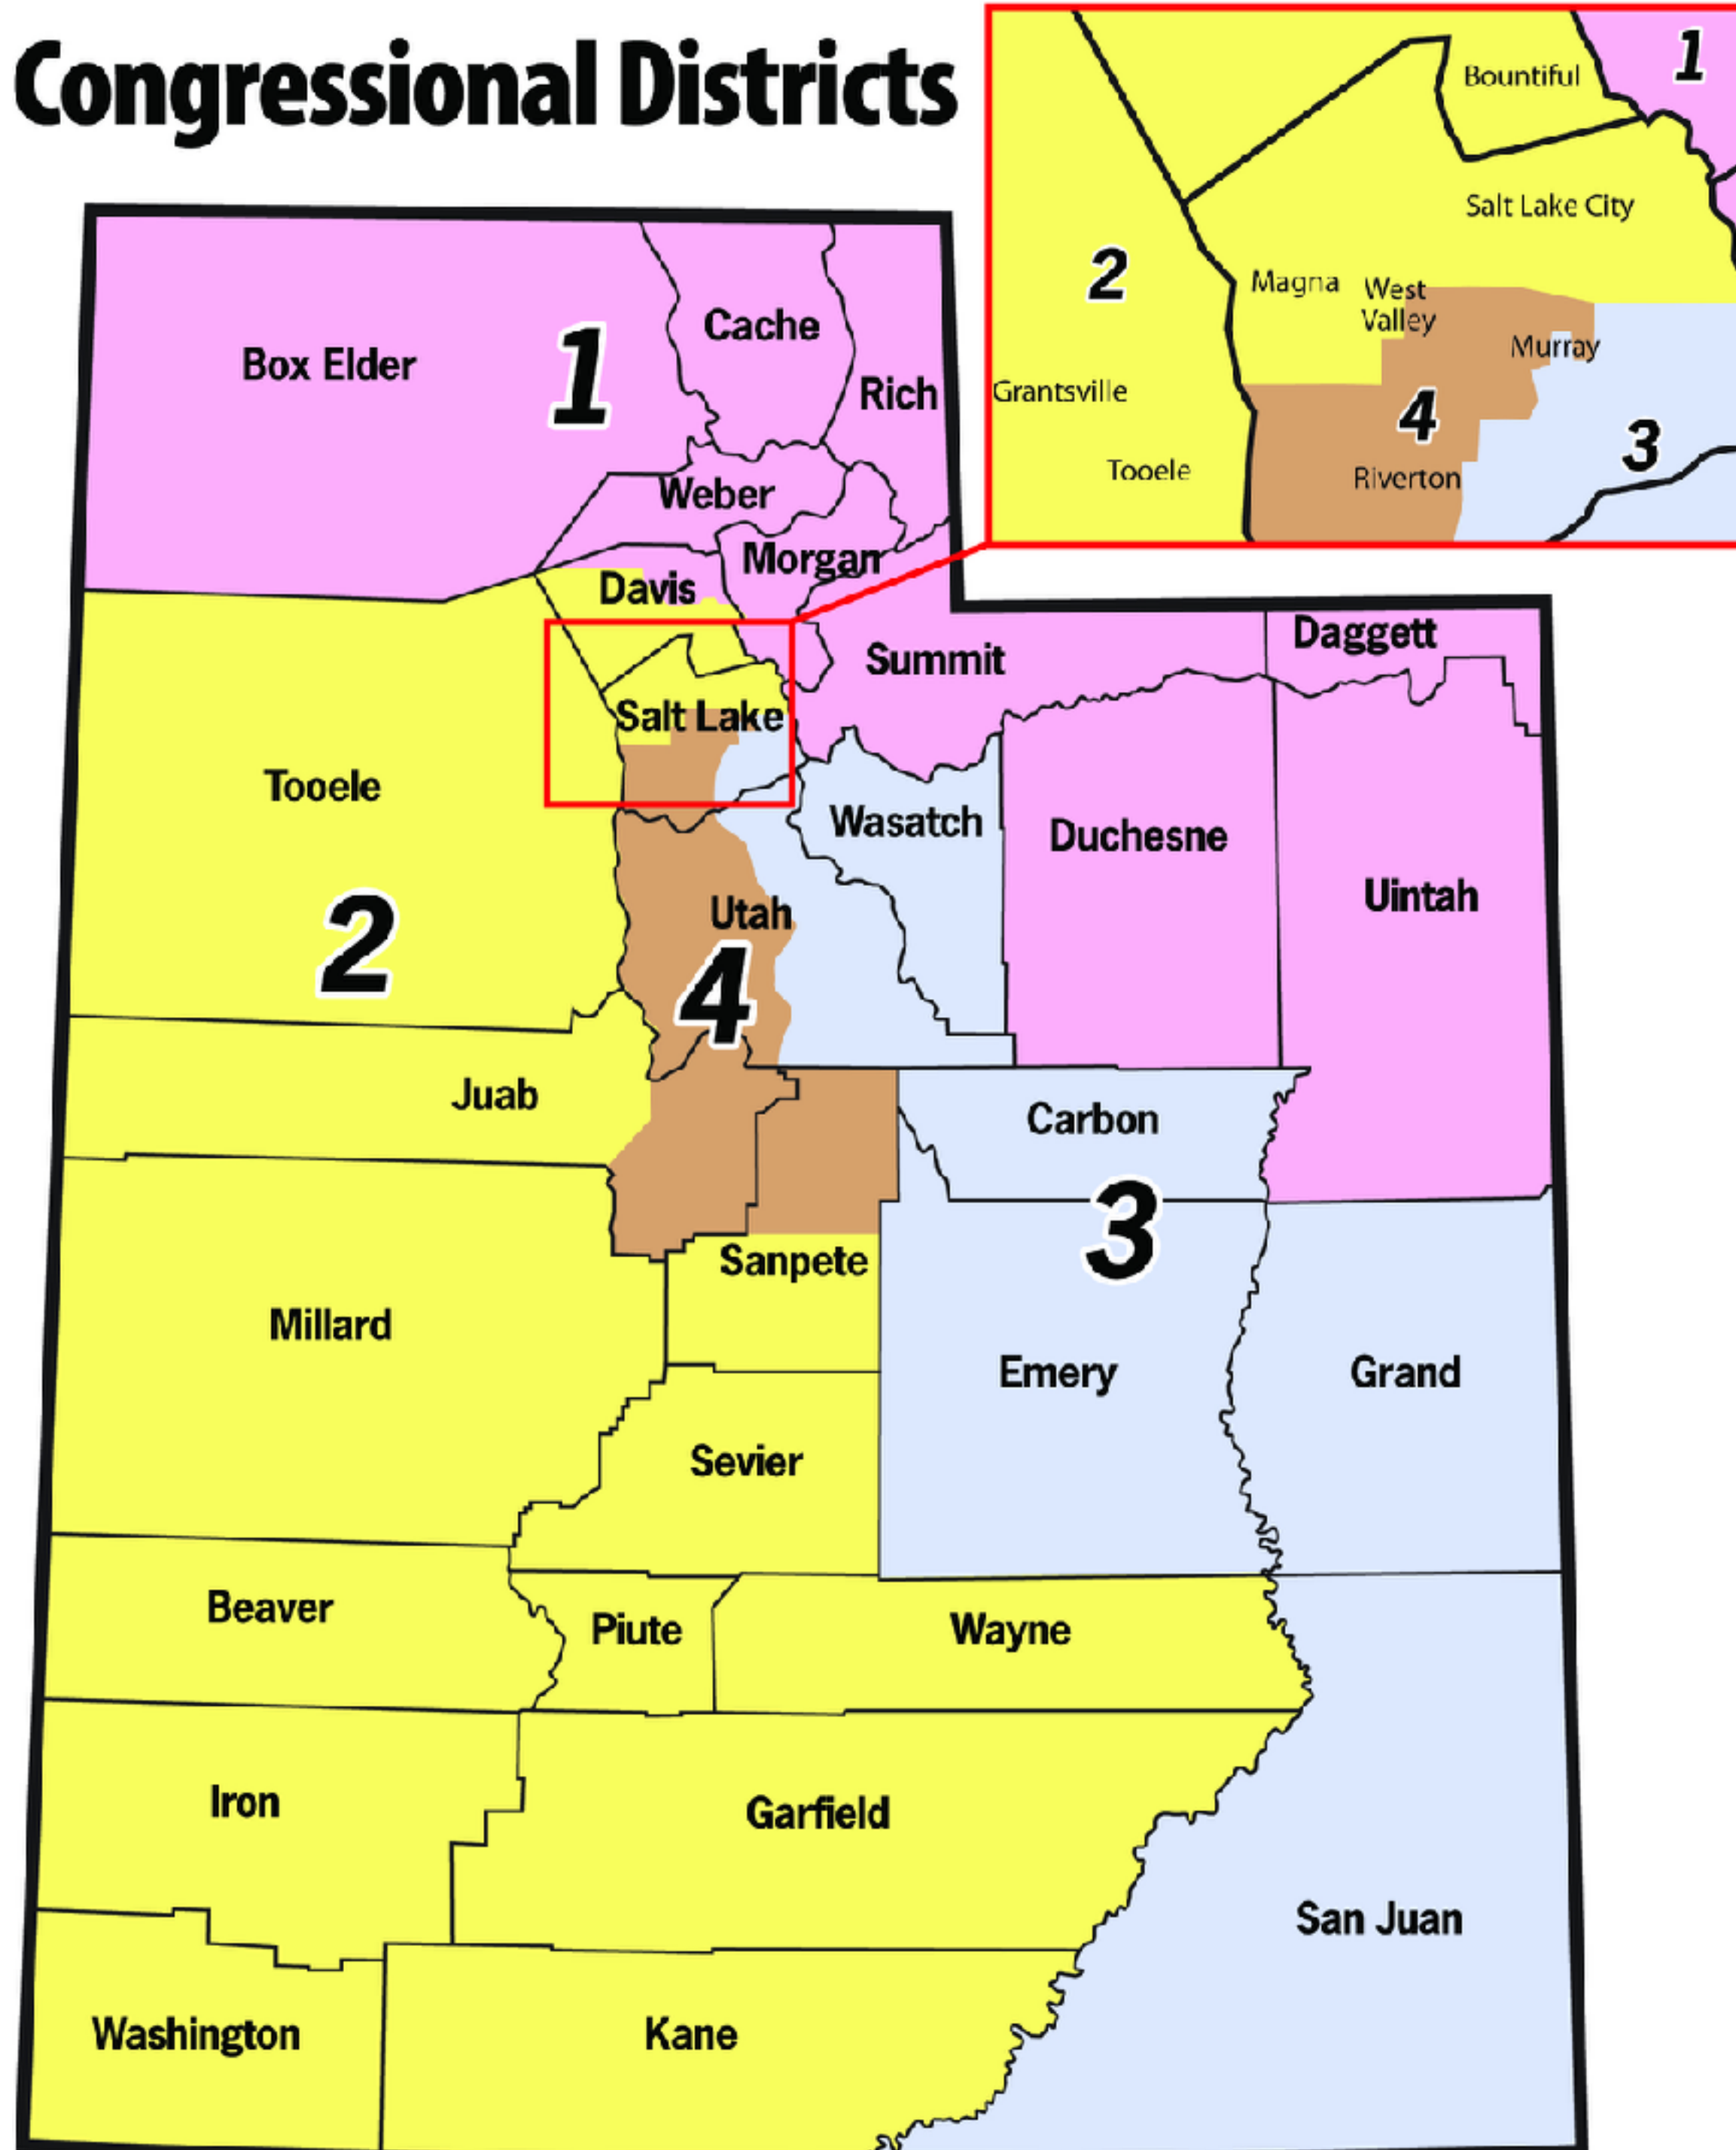 Congressional Districts
Bountiful
1
Salt Lake City
2
Magna
West
Valley
Murray
Grantsville
4
3
Tooele
Riverton
Cache
Box Elder
1
Rich
Weber
Morgan
Davis
Daggett
Summit
Salt Lake
Tooele
Wasatch
Duchesne
Uintah
Utah
2
4
Juab
Carbon
3
Sanpete
Millard
Emery
Grand
Sevier
Beaver
Piute
Wayne
Iron
Garfield
San Juan
Washington
Kane